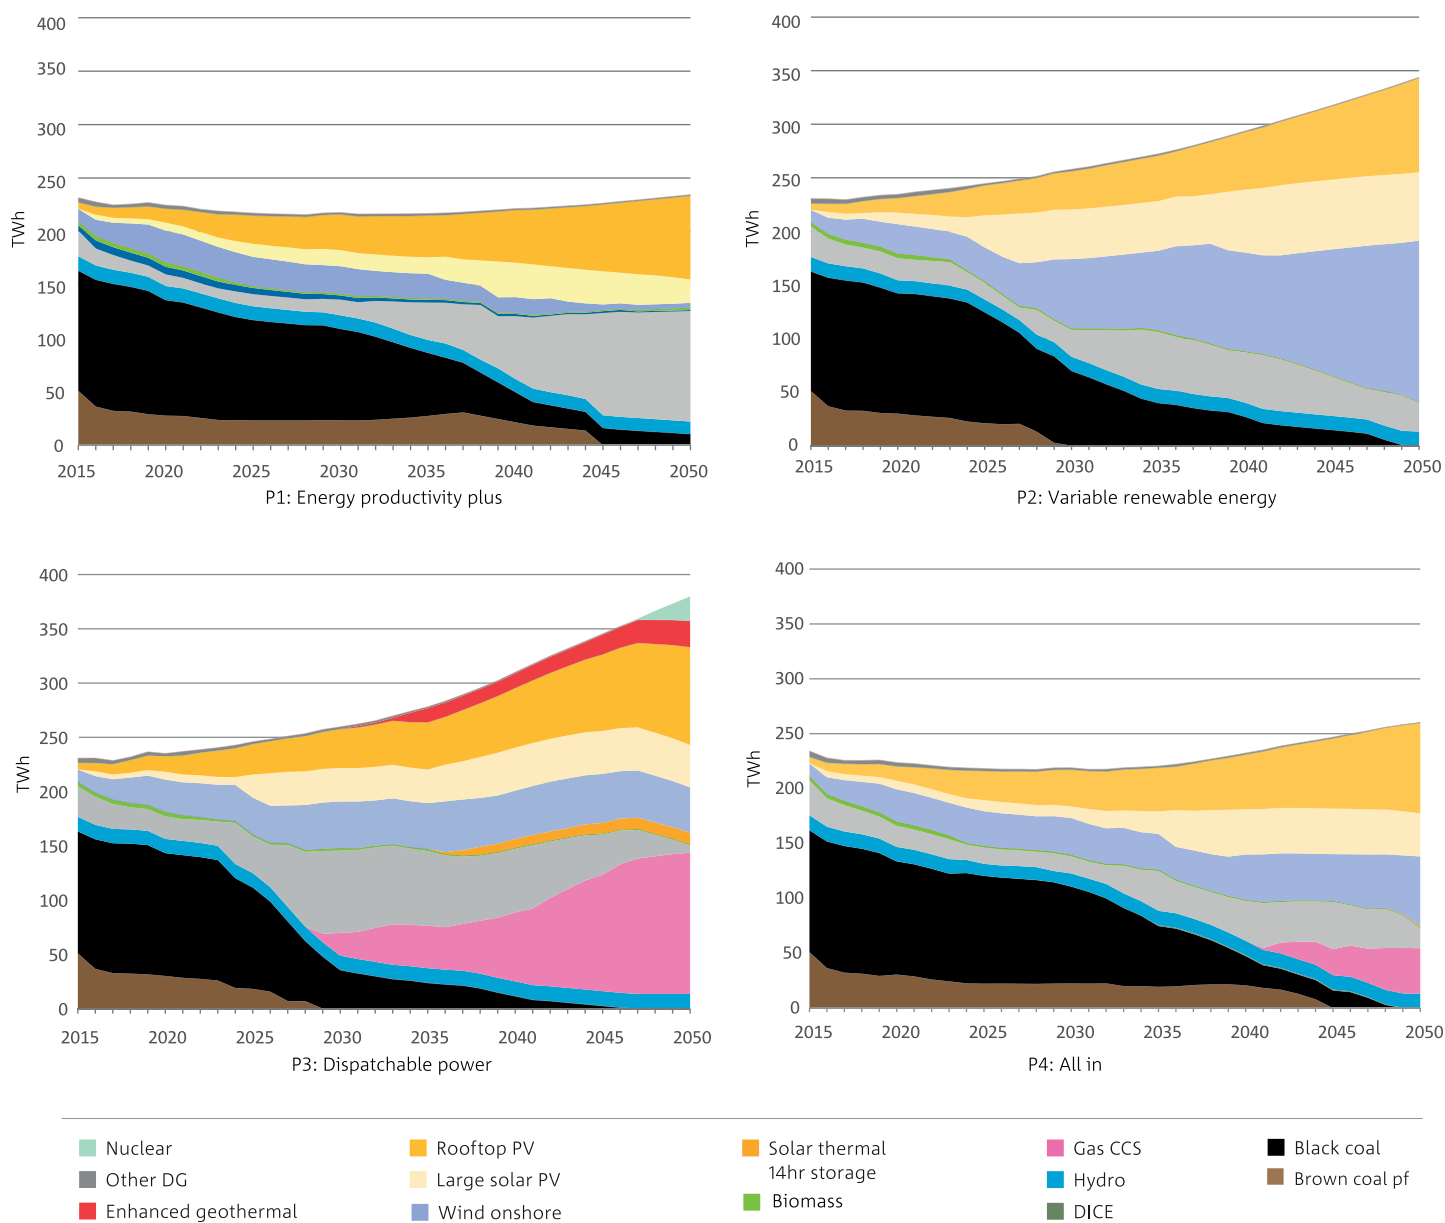 400
350
300
250
200
150
100
50
0
TWh
2015 2020 2025 2030 2035 2040 2045 2050
P1: Energy productivity plus
400
350
300
250
200
150
100
50
0
TWh
2015 2020 2025 2030 2035 2040 2045 2050
P2: Variable renewable energy
400
350
300
250
200
150
100
50
0
TWh
2015 2020 2025 2030 2035 2040 2045 2050
P3: Dispatchable power
400
350
300
250
200
150
100
50
0
TWh
2015 2020 2025 2030 2035 2040 2045 2050
P4: All in
Nuclear
Other DG
Enhanced geothermal
Rooftop PV
Large solar PV
Wind onshore
Solar thermal
14hr storage
Biomass
Gas CCS
Hydro
DICE
Black coal
Brown coal pf